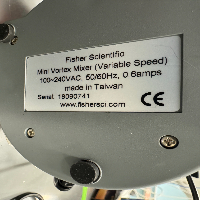 Fisher Scientific
Mini Vortex Mixer (Variable Speed)
100~240VAC, 50/60Hz, 0.6amps
made in Taiwan
Serial: 18090741
www.fishersci.com
CE